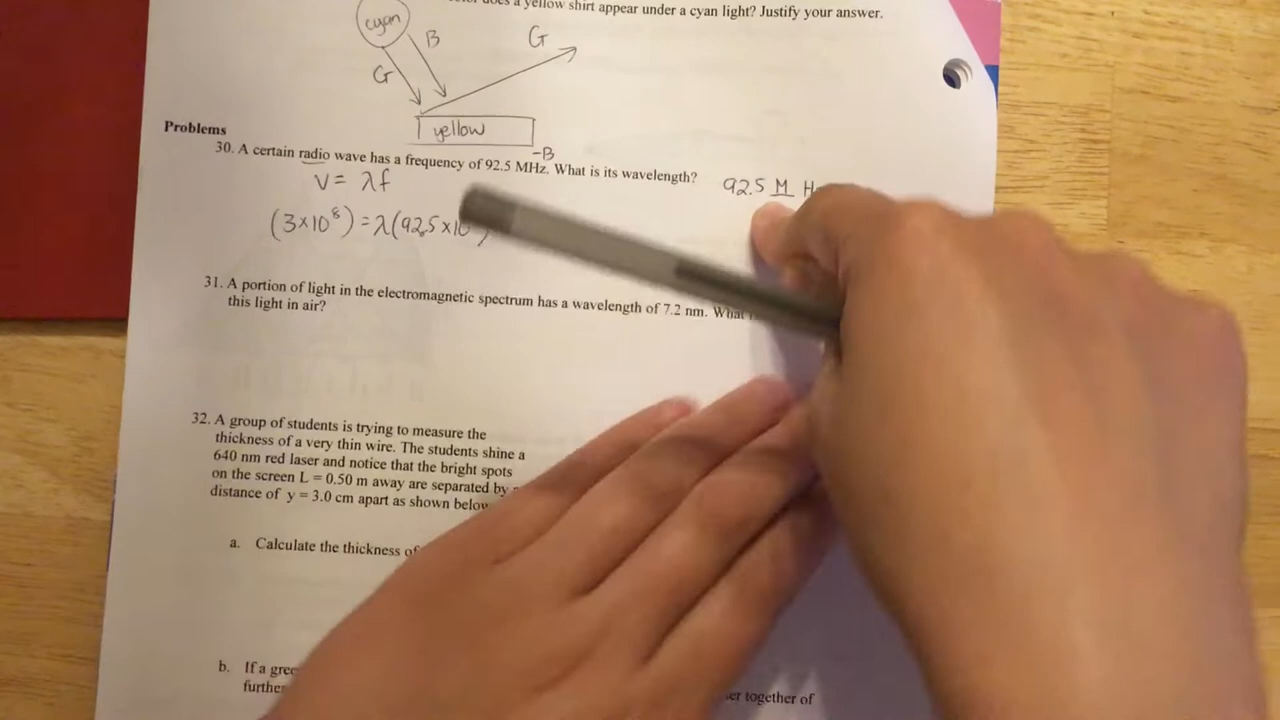 does a yellow shirt appear under a cyan light? Justify your answer.
cyan
B
G
G
yellow
-B
Problems
30. A certain radio wave has a frequency of 92.5 MHz. What is its wavelength?
92.5 M H
v = λf
(3×10⁸) = λ(92.5×10
31. A portion of light in the electromagnetic spectrum has a wavelength of 7.2 nm. What
this light in air?
32. A group of students is trying to measure the
thickness of a very thin wire. The students shine a
640 nm red laser and notice that the bright spots
on the screen L = 0.50 m away are separated by
distance of y = 3.0 cm apart as shown below
a. Calculate the thickness of
b. If a gree
further
together of